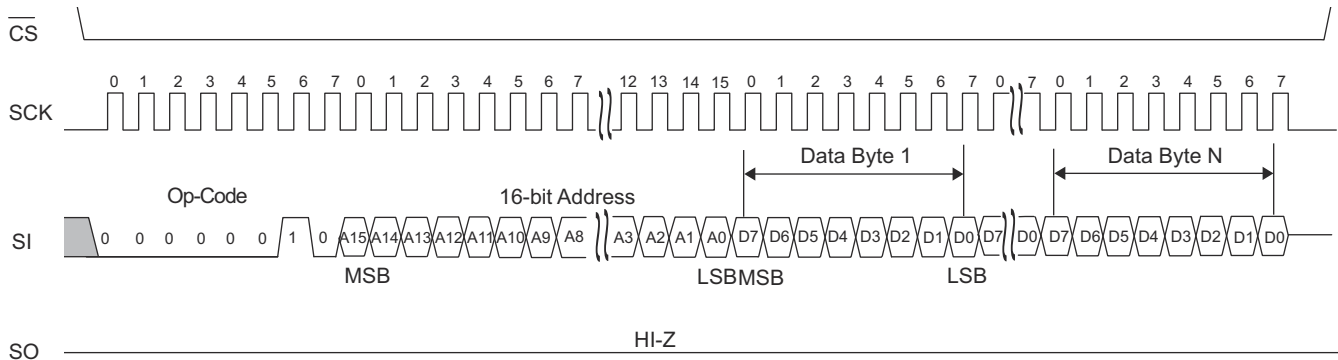 CS
0 1 2 3 4 5 6 7 0 1 2 3 4 5 6 7 12 13 14 15 0 1 2 3 4 5 6 7 0 7 0 1 2 3 4 5 6 7
SCK
Data Byte 1 Data Byte N
Op-Code 16-bit Address
SI 0 0 0 0 0 0 1 0 A15 A14 A13 A12 A11 A10 A9 A8 A3 A2 A1 A0 D7 D6 D5 D4 D3 D2 D1 D0 D7 D0 D7 D6 D5 D4 D3 D2 D1 D0
MSB LSB MSB LSB
HI-Z
SO